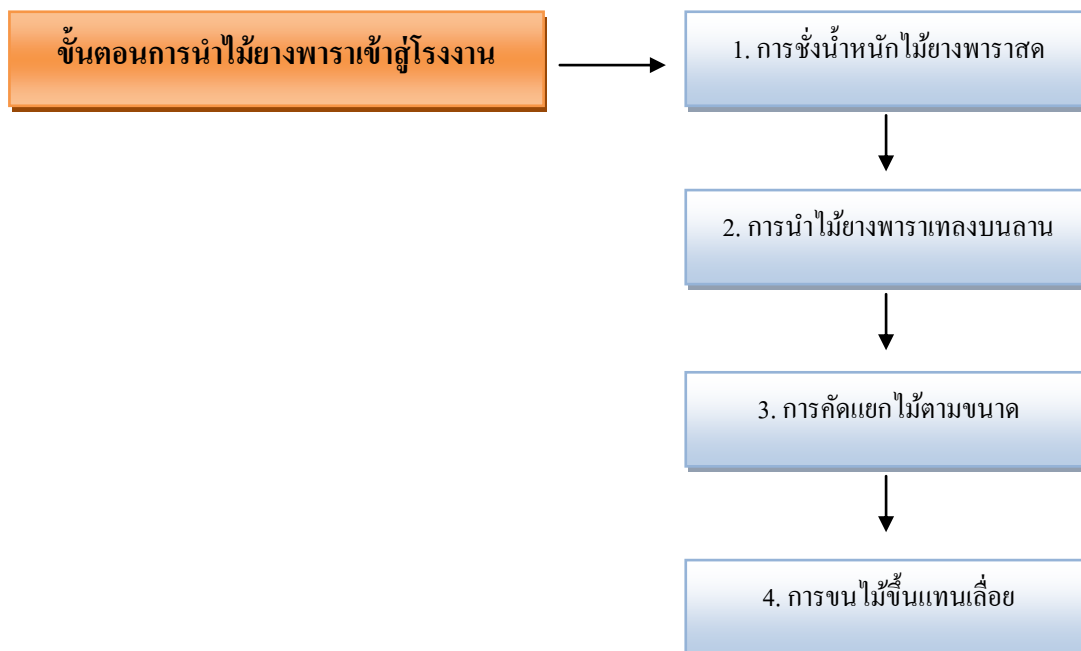 ขั้นตอนการนำไม้ยางพาราเข้าสู่โรงงาน
1. การชั่งน้ำหนักไม้ยางพาราสด
2. การนำไม้ยางพาราเทลงบนลาน
3. การคัดแยกไม้ตามขนาด
4. การขนไม้ขึ้นแทนเลื่อย